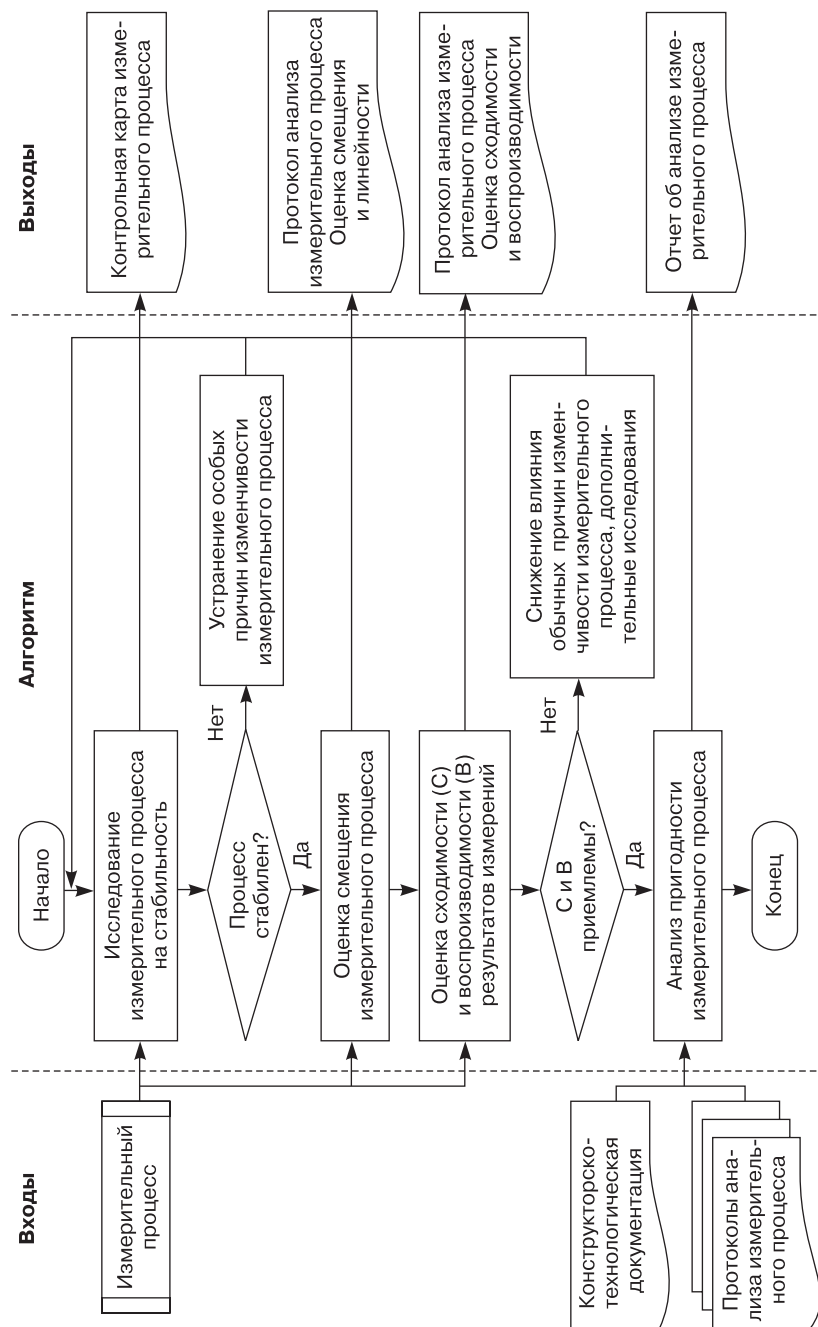 Входы
Алгоритм
Выходы
Начало
Измерительный
процесс
Исследование
измерительного процесса
на стабильность
Контрольная карта изме-
рительного процесса
Процесс
стабилен?
Нет
Устранение особых
причин изменчивости
измерительного процесса
Да
Оценка смещения
измерительного процесса
Протокол анализа
измерительного процесса
Оценка смещения
и линейности
Оценка сходимости (С)
и воспроизводимости (В)
результатов измерений
Протокол анализа изме-
рительного процесса
Оценка сходимости
и воспроизводимости
С и В
приемлемы?
Нет
Снижение влияния
обычных причин измен-
чивости измерительного
процесса, дополни-
тельные исследования
Да
Конструкторско-
технологическая
документация
Протоколы ана-
лиза измеритель-
ного процесса
Анализ пригодности
измерительного процесса
Отчет об анализе изме-
рительного процесса
Конец